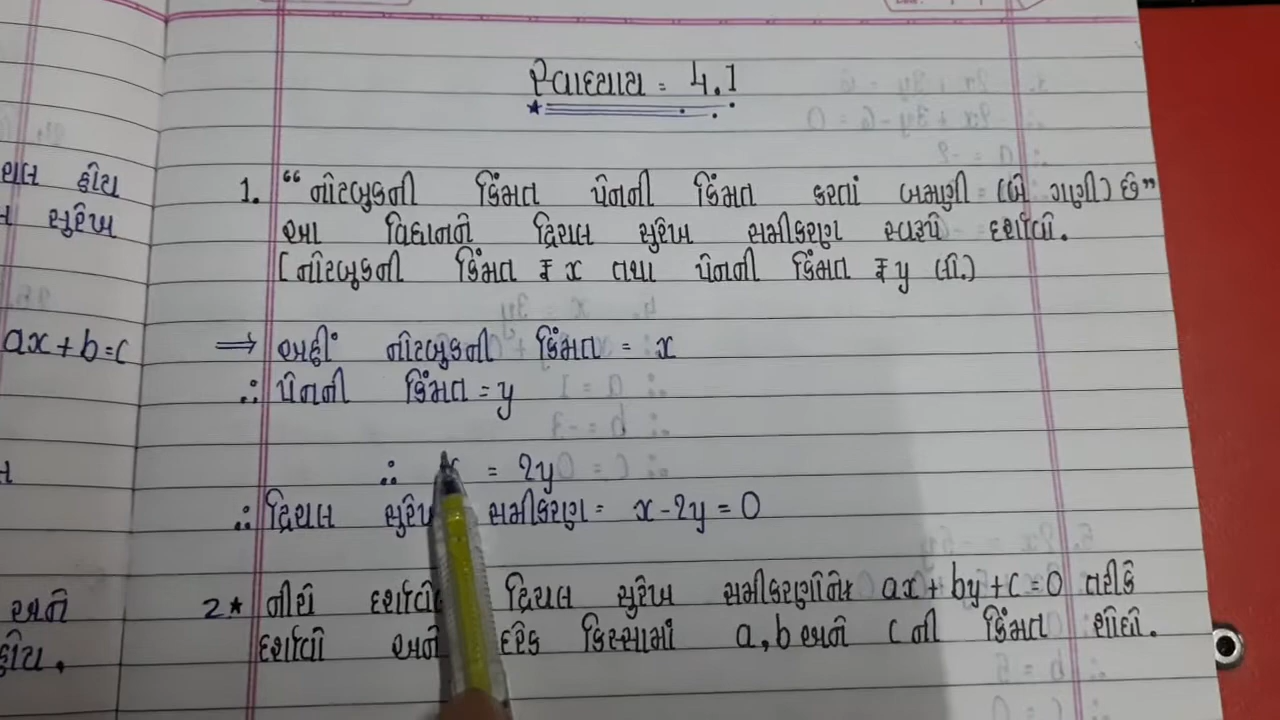 સ્વાધ્યાય = 4.1
1. “નોટબુકની કિંમત પેનની કિંમત કરતાં બમણી (બે ગણી) છે”
આ વિધાનને દ્વિચલ સુરેખ સમીકરણ સ્વરૂપે દર્શાવો.
[નોટબુકની કિંમત ₹ x તથા પેનની કિંમત ₹ y લો.)
⇒ અહીં નોટબુકની કિંમત = x
∴ પેનની કિંમત = y
∴ x = 2y
∴ દ્વિચલ સુરેખ સમીકરણ = x - 2y = 0
2* નીચે દર્શાવેલ દ્વિચલ સુરેખ સમીકરણોને ax + by + c = 0 તરીકે
દર્શાવો અને દરેક કિસ્સામાં a, b અને c ની કિંમત શોધો.
ચલ હોય
સુરેખ
ax + b = c
અને
હોય.